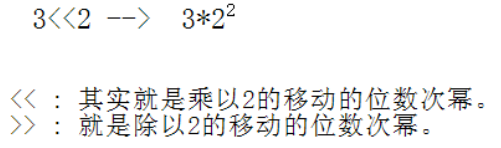 3<<2 --> 3*2²
<< : 其实就是乘以2的移动的位数次幂。
>> : 就是除以2的移动的位数次幂。